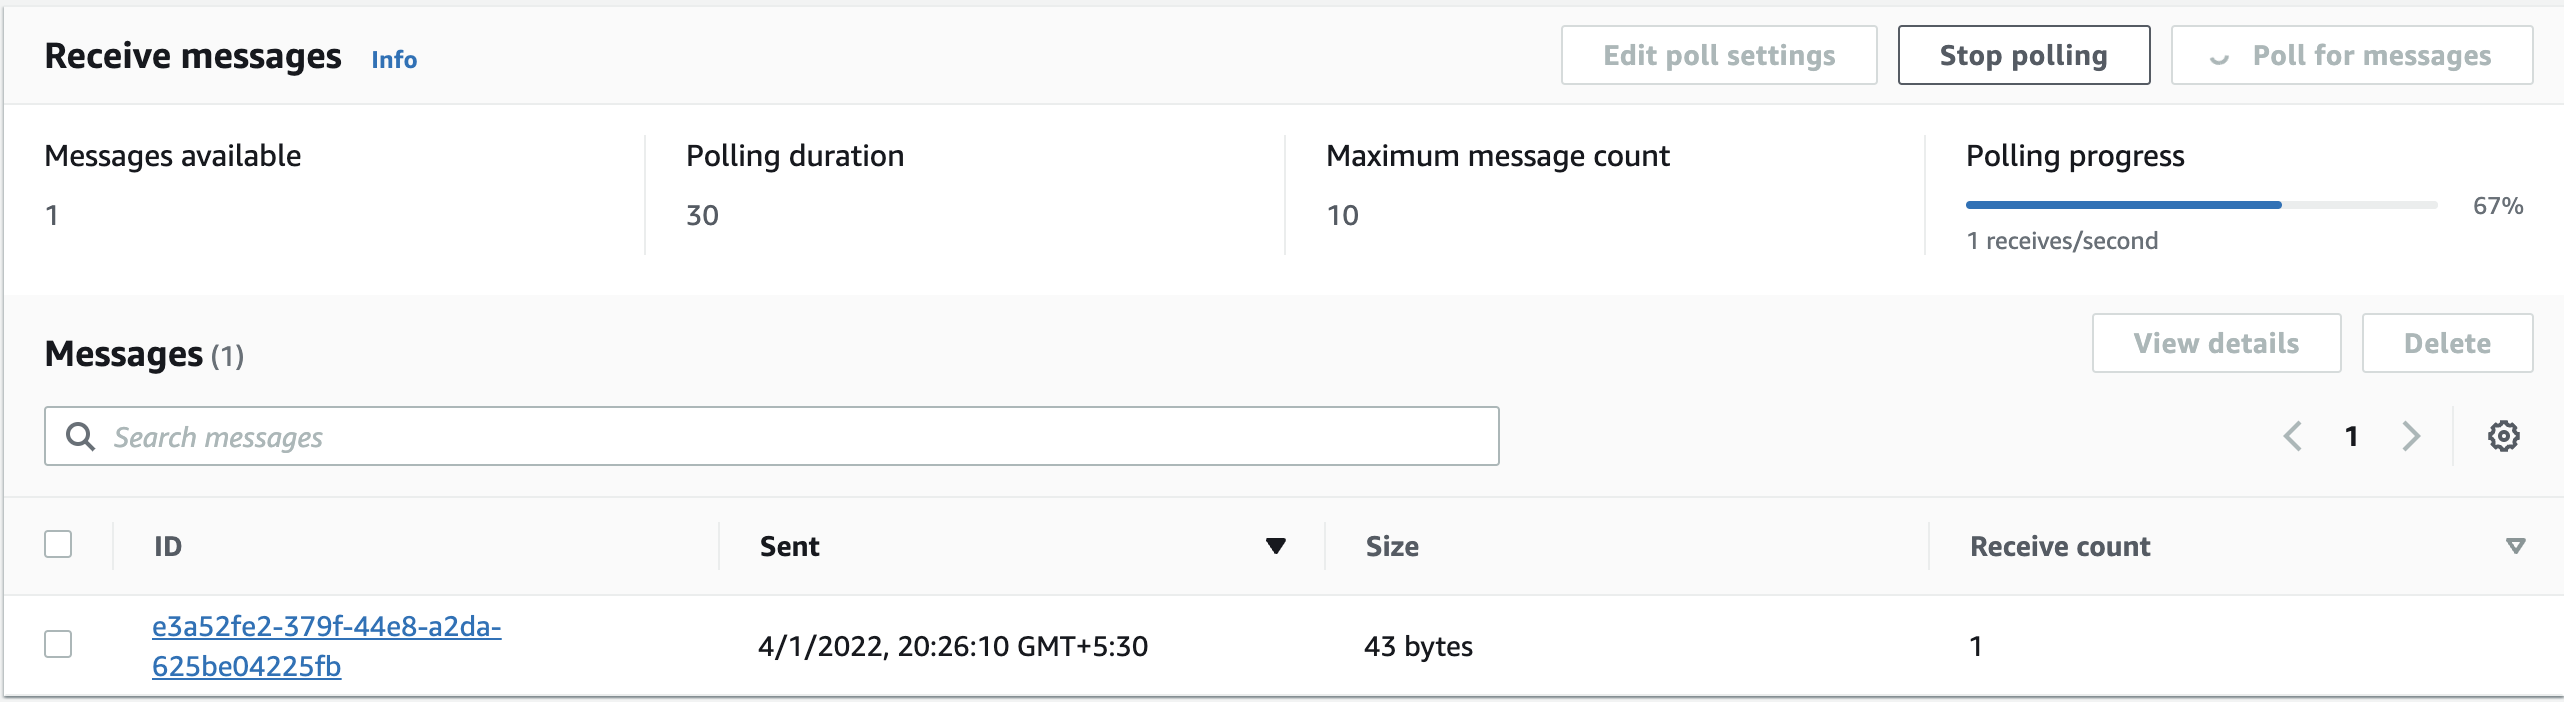 Receive messages Info Edit poll settings Stop polling Poll for messages
Messages available Polling duration Maximum message count Polling progress
1 30 10 67%
1 receives/second
Messages (1) View details Delete
Search messages 1
ID Sent Size Receive count
e3a52fe2-379f-44e8-a2da-
625be04225fb 4/1/2022, 20:26:10 GMT+5:30 43 bytes 1